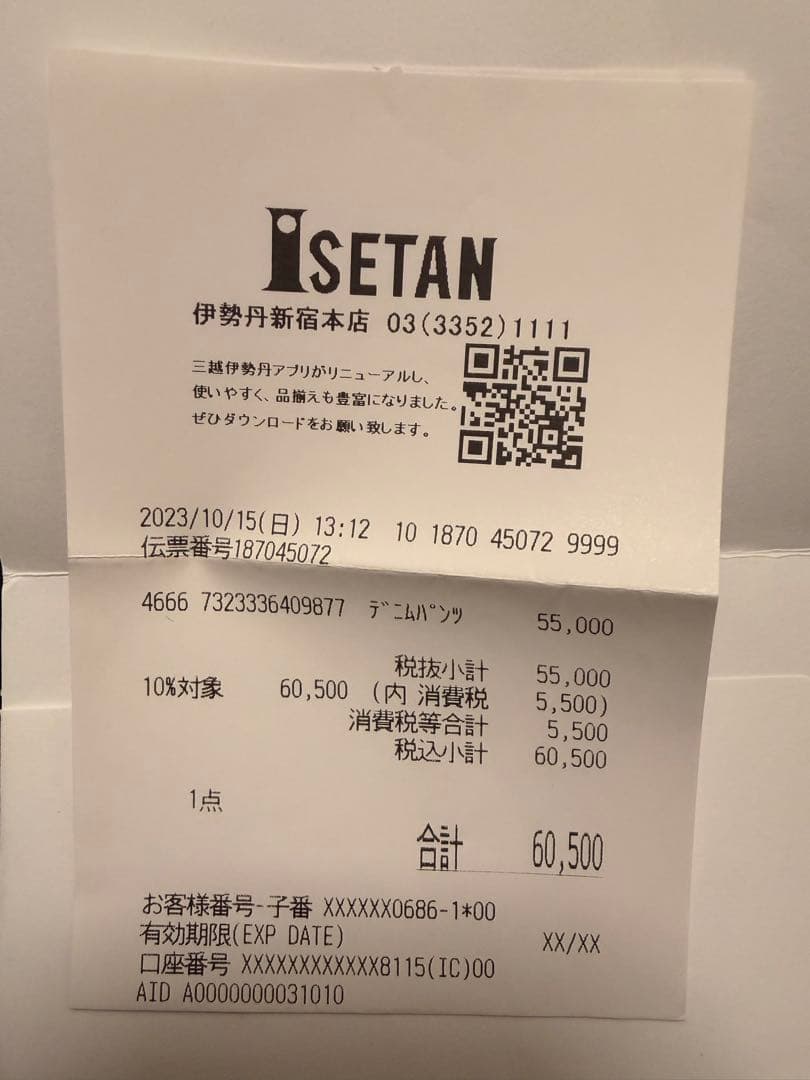 ISETAN
伊勢丹新宿本店 03(3352)1111
三越伊勢丹アプリがリニューアルし、
使いやすく、品揃えも豊富になりました。
ぜひダウンロードをお願い致します。
2023/10/15(日) 13:12 10 1870 45072 9999
伝票番号187045072
4666 7323336409877 ﾃﾞﾆﾑﾊﾟﾝﾂ 55,000
税抜小計 55,000
10%対象 60,500 (内 消費税 5,500)
消費税等合計 5,500
税込小計 60,500
1点
合計 60,500
お客様番号-子番 XXXXXX0686-1*00
有効期限(EXP DATE) XX/XX
口座番号 XXXXXXXXXXXX8115(IC)00
AID A0000000031010